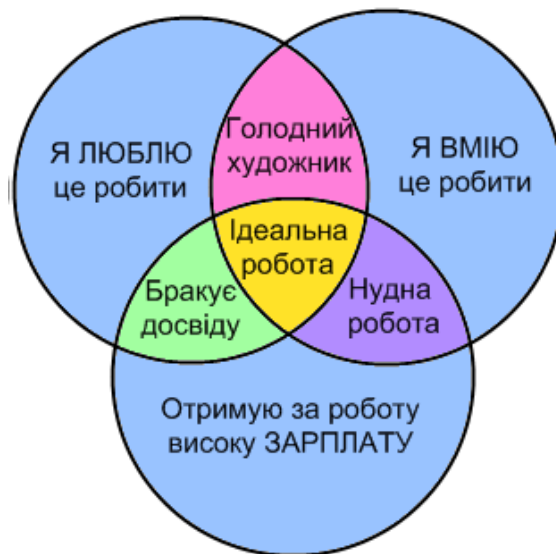 Голодний
художник
Я ЛЮБЛЮ
це робити
Я ВМІЮ
це робити
Ідеальна
робота
Бракує
досвіду
Нудна
робота
Отримую за роботу
високу ЗАРПЛАТУ